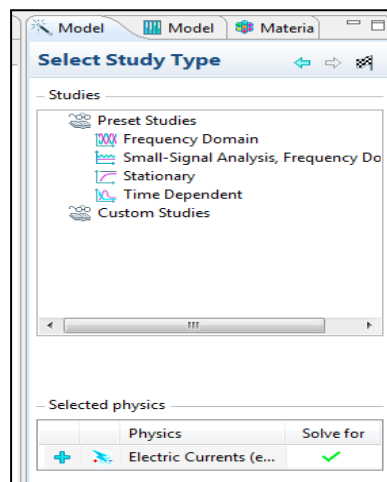 Model Model Materia
Select Study Type
Studies
Preset Studies
Frequency Domain
Small-Signal Analysis, Frequency Do
Stationary
Time Dependent
Custom Studies
Selected physics
Physics Solve for
Electric Currents (e...